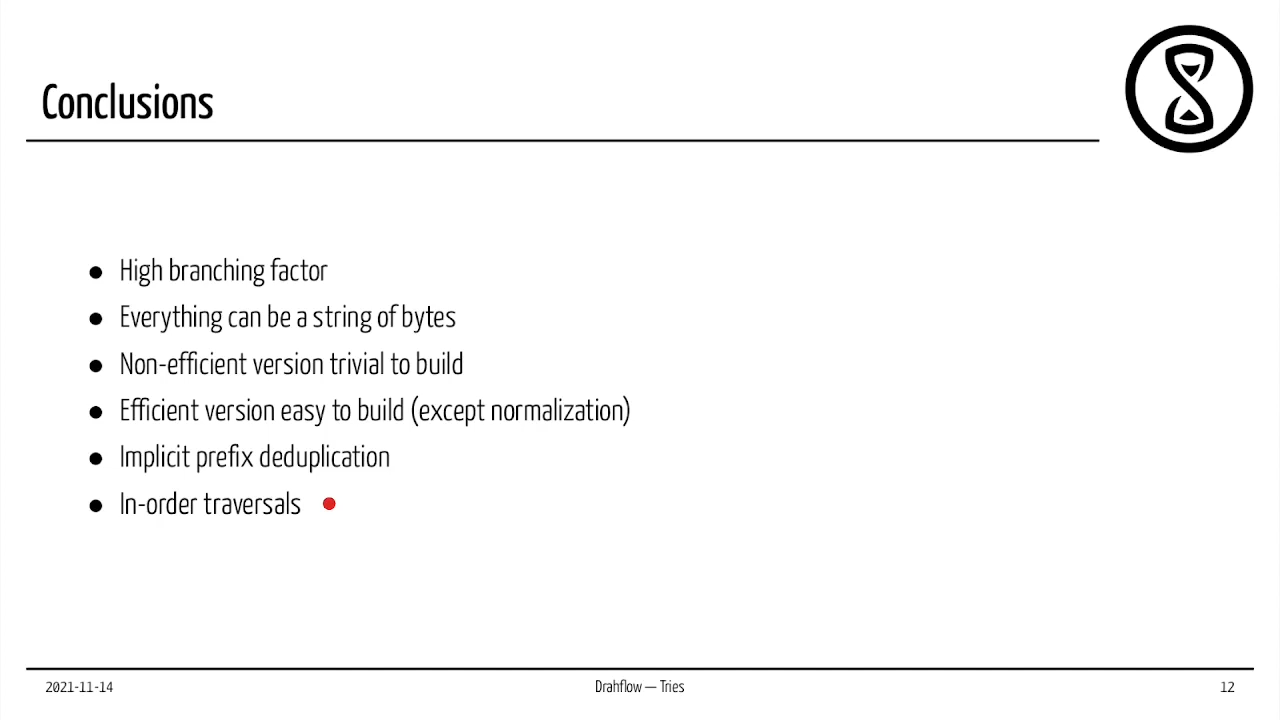 Conclusions
● High branching factor
● Everything can be a string of bytes
● Non-efficient version trivial to build
● Efficient version easy to build (except normalization)
● Implicit prefix deduplication
● In-order traversals
2021-11-14
Drahflow — Tries
12